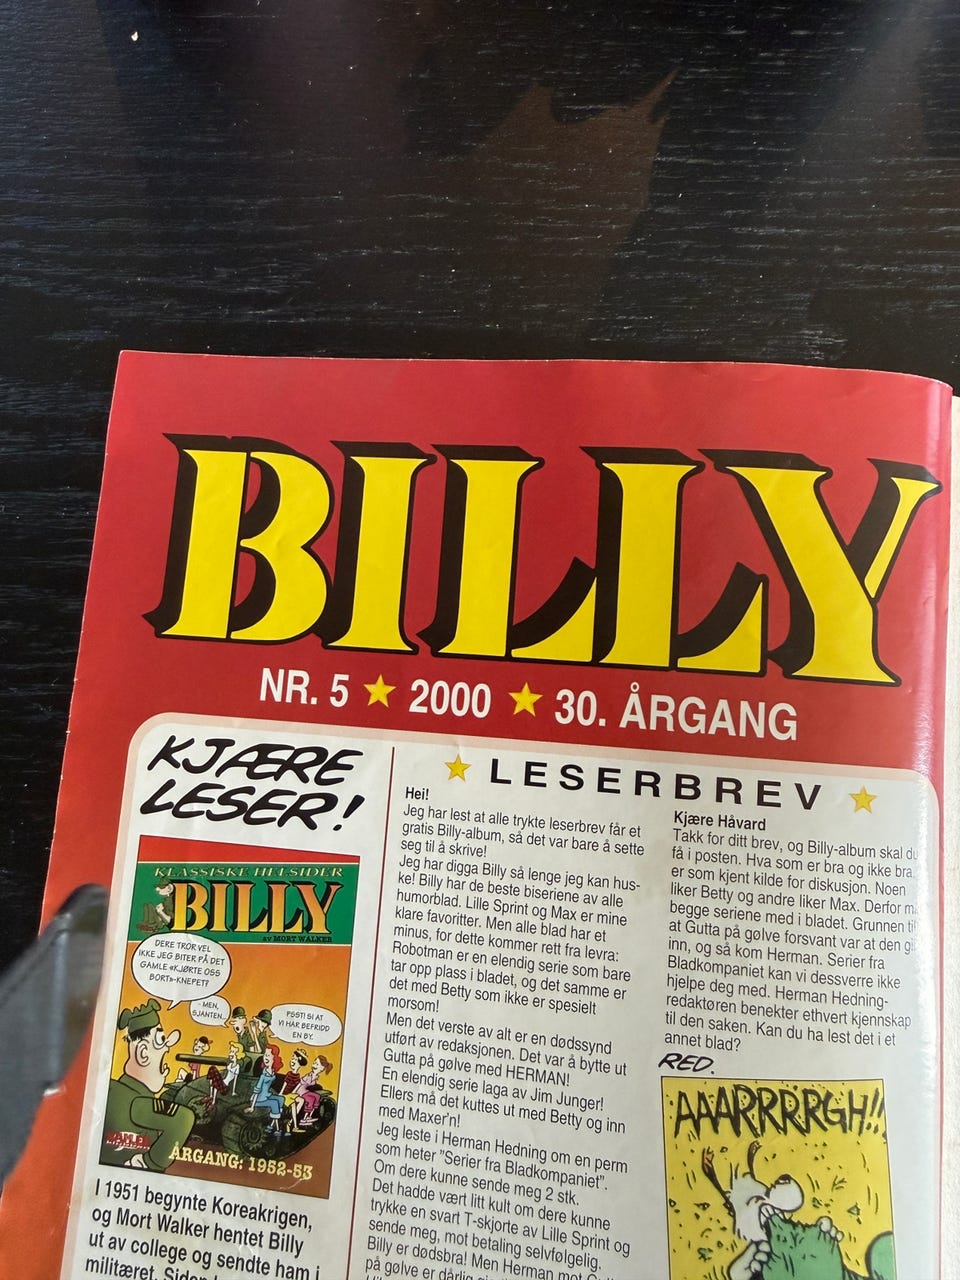 BILLY
NR. 5 ★ 2000 ★ 30. ÅRGANG
KJÆRE
LESER!
KLASSISKE HELSIDER
BILLY
av MORT WALKER
DERE TROR VEL
IKKE JEG BITER PÅ DET
GAMLE «KJØRTE OSS
BORT»-KNEPET?
- MEN,
SJANTEN...
PSST! SI AT
VI HAR BEFRIDD
EN BY.
ÅRGANG: 1952-53
I 1951 begynte Koreakrigen,
og Mort Walker hentet Billy
ut av college og sendte ham i
militæret. Siden
★ LESERBREV ★
Hei!
Jeg har lest at alle trykte leserbrev får et
gratis Billy-album, så det var bare å sette
seg til å skrive!
Jeg har digga Billy så lenge jeg kan hus-
ke! Billy har de beste biseriene av alle
humorblad. Lille Sprint og Max er mine
klare favoritter. Men alle blad har et
minus, for dette kommer rett fra levra:
Robotman er en elendig serie som bare
tar opp plass i bladet, og det samme er
det med Betty som ikke er spesielt
morsom!
Men det verste av alt er en dødssynd
utført av redaksjonen. Det var å bytte ut
Gutta på gølve med HERMAN!
En elendig serie laga av Jim Junger!
Ellers må det kuttes ut med Betty og inn
med Maxer'n!
Jeg leste i Herman Hedning om en perm
som heter "Serier fra Bladkompaniet".
Om dere kunne sende meg 2 stk.
Det hadde vært litt kult om dere kunne
trykke en svart T-skjorte av Lille Sprint og
sende meg, mot betaling selvfølgelig.
Billy er dødsbra! Men Herman mot
på gølve er dårlig
Kjære Håvard
Takk for ditt brev, og Billy-album skal du
få i posten. Hva som er bra og ikke bra,
er som kjent kilde for diskusjon. Noen
liker Betty og andre liker Max. Derfor
begge seriene med i bladet. Grunnen
at Gutta på gølve forsvant var at den
inn, og så kom Herman. Serier fra
Bladkompaniet kan vi dessverre ikke
hjelpe deg med. Herman Hedning-
redaktøren benekter ethvert kjennskap
til den saken. Kan du ha lest det i et
annet blad?
RED.
AAARRRRGH!!